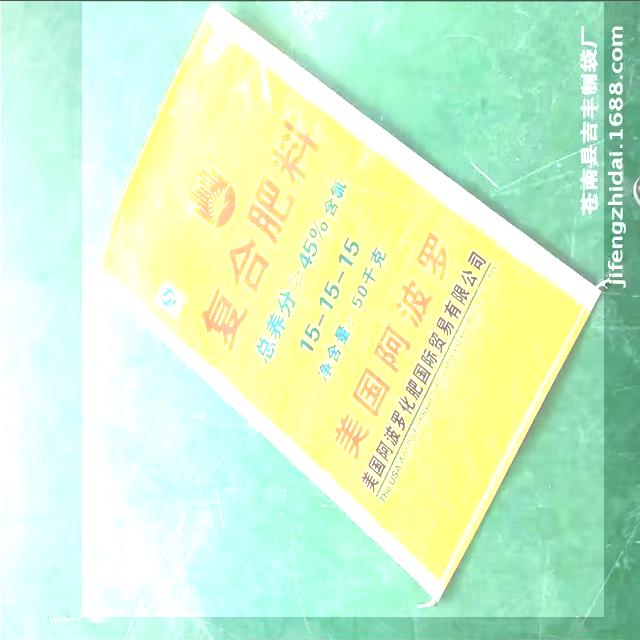 复合肥料
总养分≥45% 含氯
15-15-15
净含量: 50千克
美国阿波罗
美国阿波罗化肥国际贸易有限公司
苍南县吉丰制袋厂
jifengzhidai.1688.com